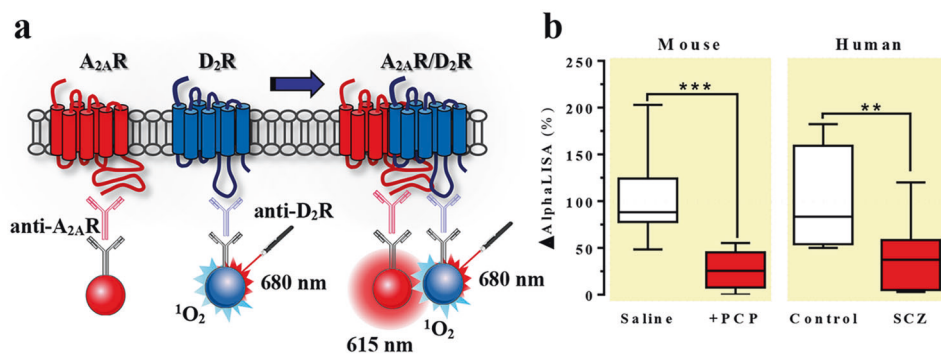 a
A₂AR
D₂R
A₂AR/D₂R
anti-A₂AR
anti-D₂R
680 nm
¹O₂
680 nm
¹O₂
615 nm
b
Mouse
Human
▲AlphaLISA (%)
250
200
150
100
50
0
***
**
Saline
+PCP
Control
SCZ